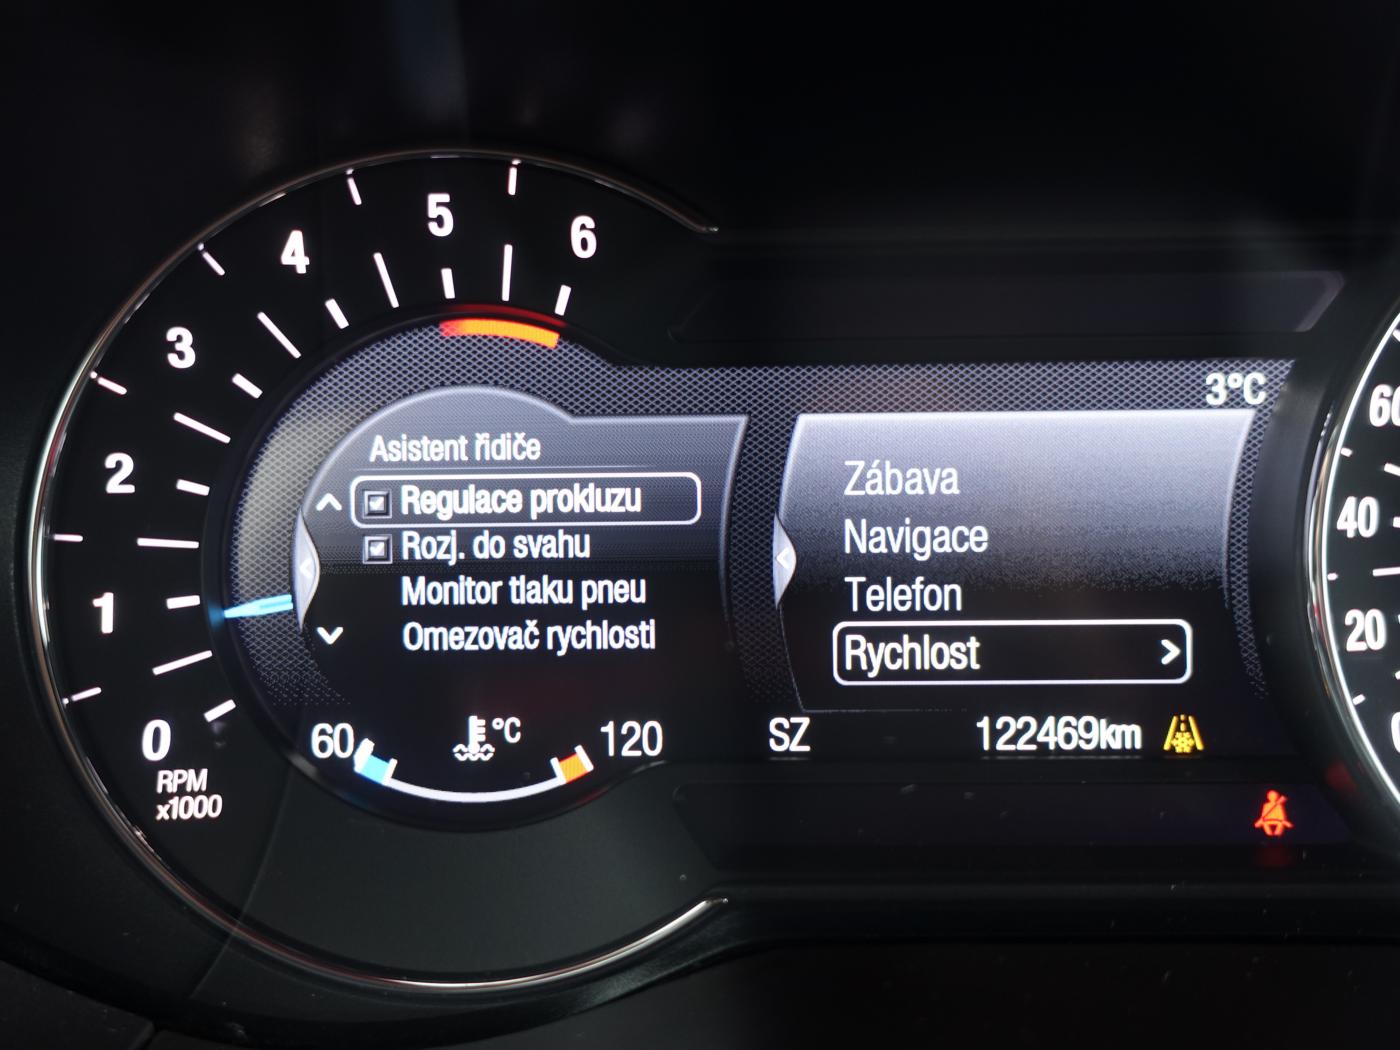 6
5
4
3
2
1
0
RPM
x1000
Asistent řidiče
Regulace prokluzu
Rozj. do svahu
Monitor tlaku pneu
Omezovač rychlosti
60
°C
120
3°C
Zábava
Navigace
Telefon
Rychlost
SZ
122469km
60
40
20